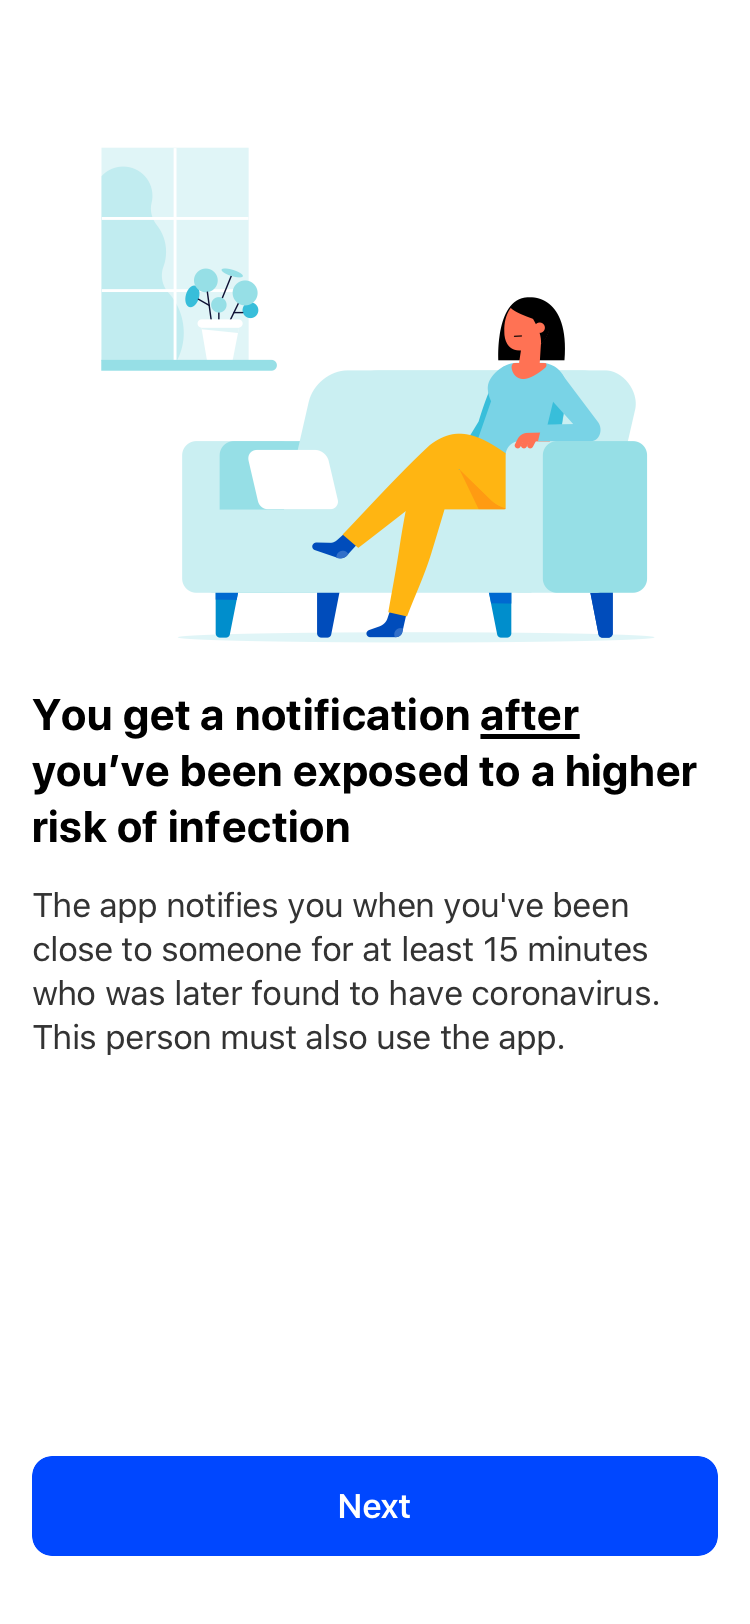 You get a notification after
you’ve been exposed to a higher
risk of infection
The app notifies you when you've been
close to someone for at least 15 minutes
who was later found to have coronavirus.
This person must also use the app.
Next